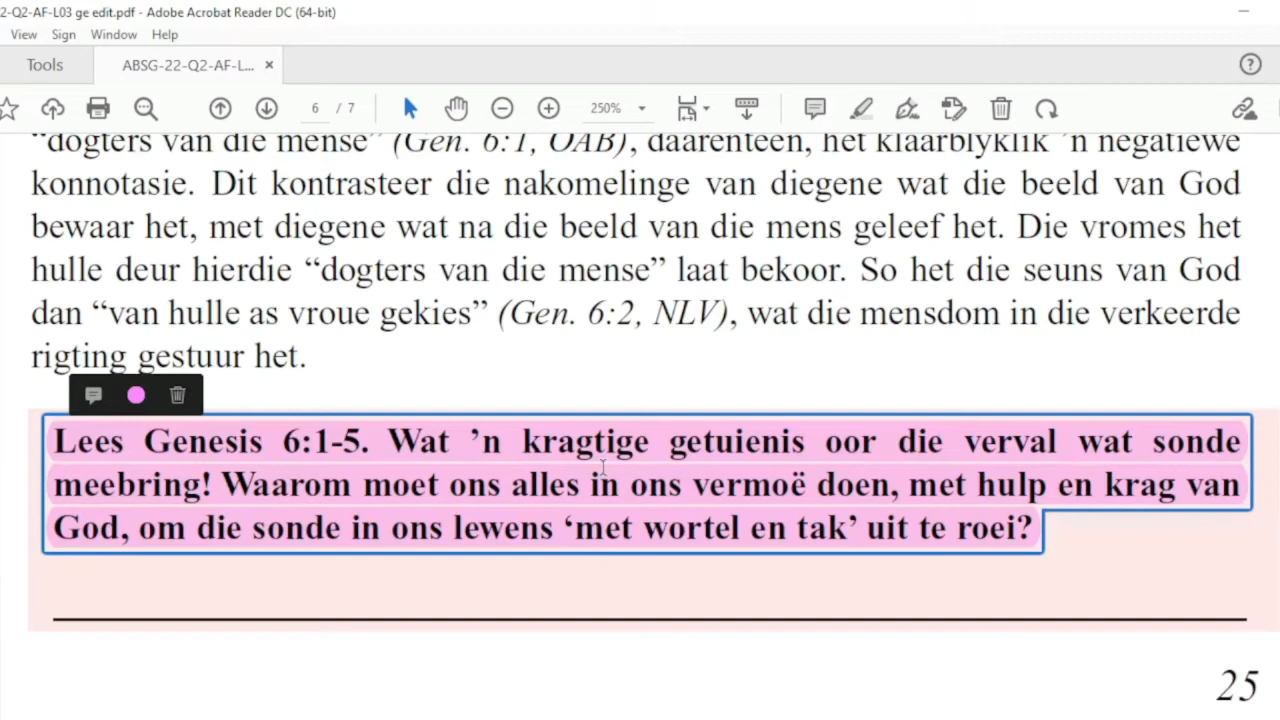 2-Q2-AF-L03 ge edit.pdf - Adobe Acrobat Reader DC (64-bit)
View Sign Window Help
Tools ABSG-22-Q2-AF-L... ×
6 / 7 250%
“dogters van die mense” (Gen. 6:1, OAB), daarenteen, het klaarblyklik ’n negatiewe
konnotasie. Dit kontrasteer die nakomelinge van diegene wat die beeld van God
bewaar het, met diegene wat na die beeld van die mens geleef het. Die vromes het
hulle deur hierdie “dogters van die mense” laat bekoor. So het die seuns van God
dan “van hulle as vroue gekies” (Gen. 6:2, NLV), wat die mensdom in die verkeerde
rigting gestuur het.
Lees Genesis 6:1-5. Wat ’n kragtige getuienis oor die verval wat sonde
meebring! Waarom moet ons alles in ons vermoë doen, met hulp en krag van
God, om die sonde in ons lewens ‘met wortel en tak’ uit te roei?
25